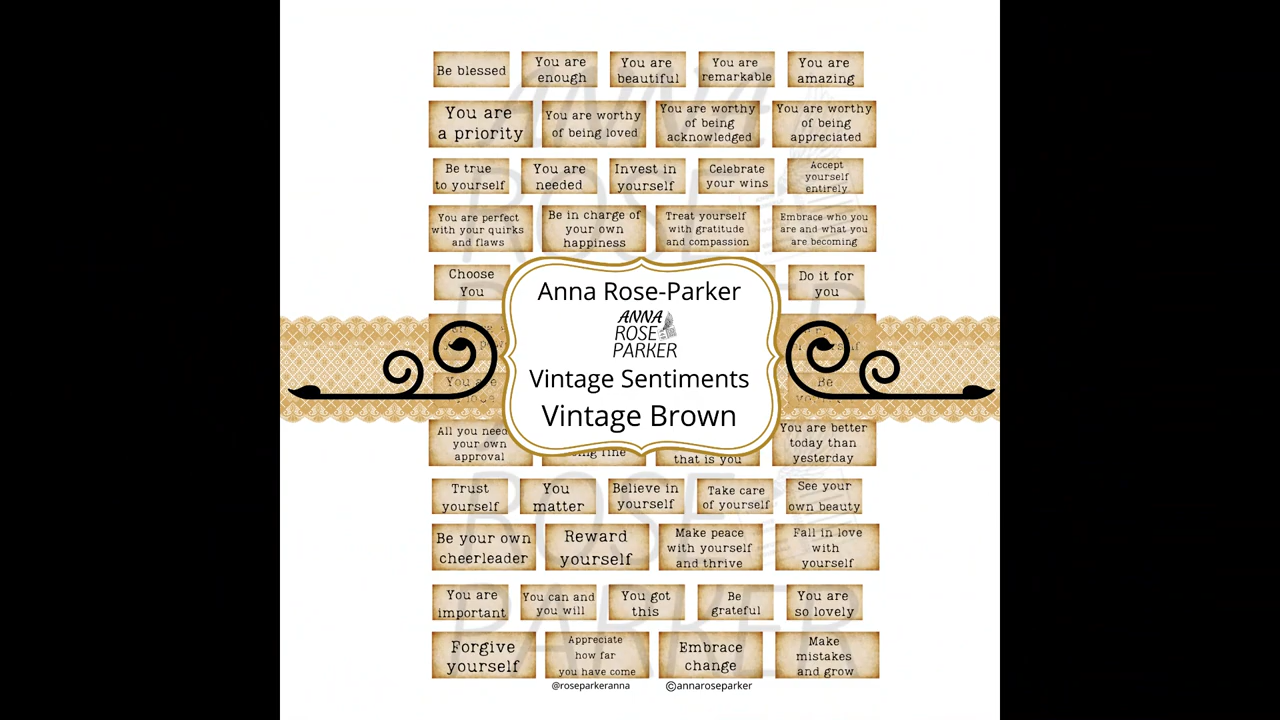 Be blessed
You are
enough
You are
beautiful
You are
remarkable
You are
amazing
You are
a priority
You are worthy
of being loved
You are worthy
of being
acknowledged
You are worthy
of being
appreciated
Be true
to yourself
You are
needed
Invest in
yourself
Celebrate
your wins
Accept
yourself
entirely
You are perfect
with your quirks
and flaws
Be in charge of
your own
happiness
Treat yourself
with gratitude
and compassion
Embrace who you
are and what you
are becoming
Choose
You
Do it for
you
Anna Rose-Parker
ANNA
ROSE
PARKER
Vintage Sentiments
Vintage Brown
You are
Be
All you need
your own
approval
fine
that is you
You are better
today than
yesterday
Trust
yourself
You
matter
Believe in
yourself
Take care
of yourself
See your
own beauty
Be your own
cheerleader
Reward
yourself
Make peace
with yourself
and thrive
Fall in love
with
yourself
You are
important
You can and
you will
You got
this
Be
grateful
You are
so lovely
Forgive
yourself
Appreciate
how far
you have come
Embrace
change
Make
mistakes
and grow
@roseparkeranna
©annaroseparker
ANNA
ROSE
PARKER
ROSE
PARKER